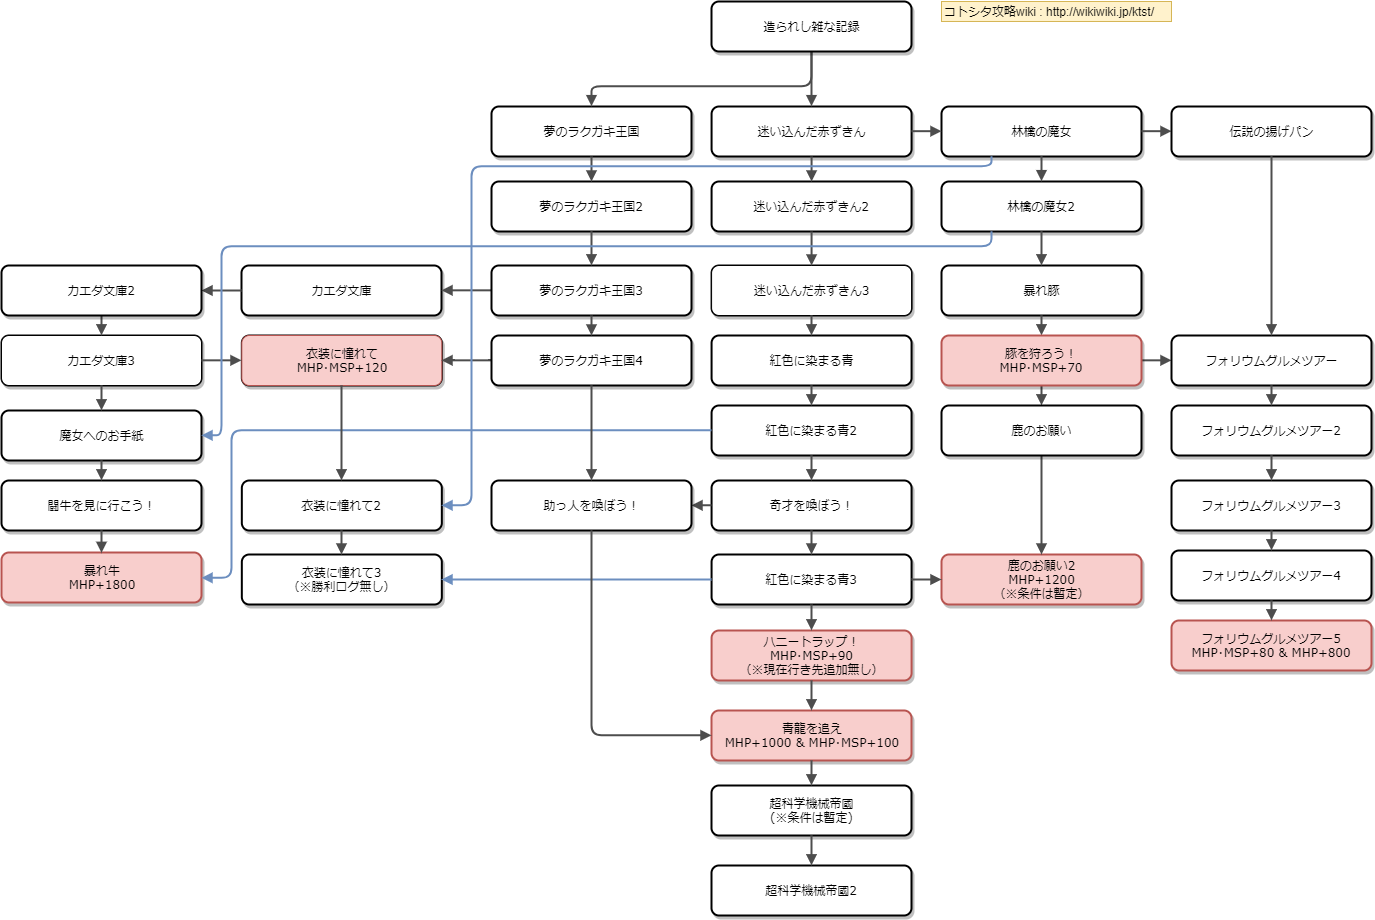 造られし雑な記録
コトシタ攻略wiki : http://wikiwiki.jp/ktst/
夢のラクガキ王国
迷い込んだ赤ずきん
林檎の魔女
伝説の揚げパン
夢のラクガキ王国2
迷い込んだ赤ずきん2
林檎の魔女2
カエダ文庫2
カエダ文庫
夢のラクガキ王国3
迷い込んだ赤ずきん3
暴れ豚
カエダ文庫3
衣装に憧れて
MHP･MSP+120
夢のラクガキ王国4
紅色に染まる青
豚を狩ろう！
MHP･MSP+70
フォリウムグルメツアー
魔女へのお手紙
紅色に染まる青2
鹿のお願い
フォリウムグルメツアー2
闘牛を見に行こう！
衣装に憧れて2
助っ人を喚ぼう！
奇才を喚ぼう！
フォリウムグルメツアー3
暴れ牛
MHP+1800
衣装に憧れて3
（※勝利ログ無し）
紅色に染まる青3
鹿のお願い2
MHP+1200
（※条件は暫定）
フォリウムグルメツアー4
ハニートラップ！
MHP･MSP+90
（※現在行き先追加無し）
フォリウムグルメツアー5
MHP･MSP+80 & MHP+800
青龍を追え
MHP+1000 & MHP･MSP+100
超科学機械帝國
(※条件は暫定)
超科学機械帝國2